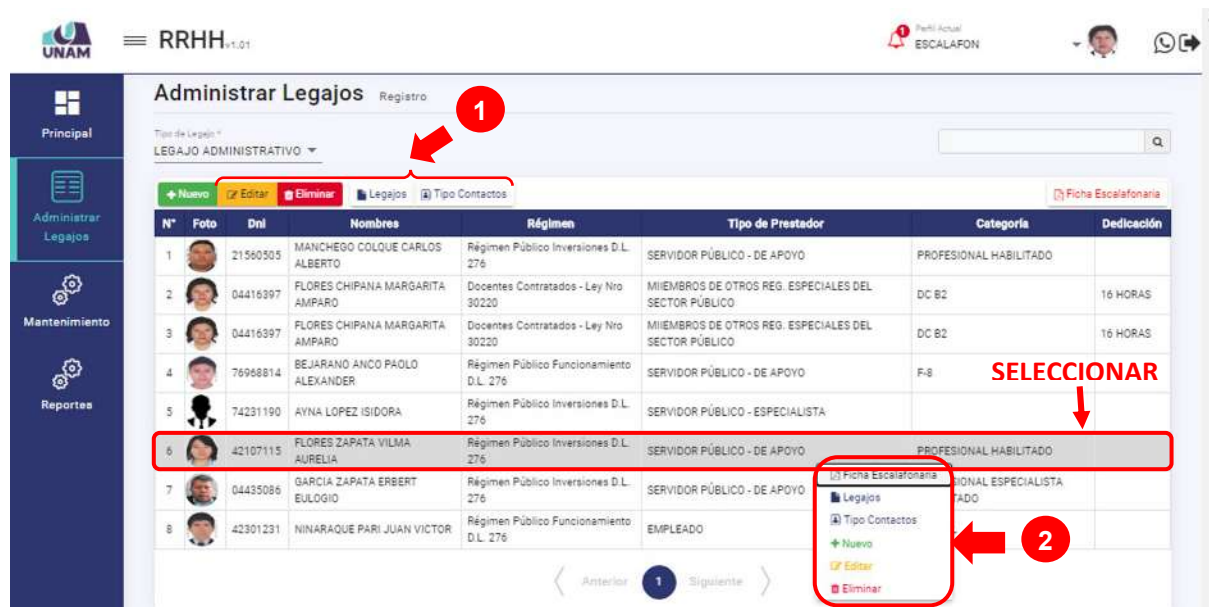 UNAM
RRHH v1.01
1
Perfil Actual
ESCALAFON
Principal
Administrar
Legajos
Mantenimiento
Reportes
Administrar Legajos Registro
1
Tipo de Legajo *
LEGAJO ADMINISTRATIVO
Nuevo Editar Eliminar Legajos Tipo Contactos
Ficha Escalafonaria
N° Foto Dni Nombres Régimen Tipo de Prestador Categoría Dedicación
1 21560505 MANCHEGO COLQUE CARLOS ALBERTO Régimen Público Inversiones D.L. 276 SERVIDOR PÚBLICO - DE APOYO PROFESIONAL HABILITADO
2 04416397 FLORES CHIPANA MARGARITA AMPARO Docentes Contratados - Ley Nro 30220 MIIEMBROS DE OTROS REG. ESPECIALES DEL SECTOR PÚBLICO DC B2 16 HORAS
3 04416397 FLORES CHIPANA MARGARITA AMPARO Docentes Contratados - Ley Nro 30220 MIIEMBROS DE OTROS REG. ESPECIALES DEL SECTOR PÚBLICO DC B2 16 HORAS
4 76968814 BEJARANO ANCO PAOLO ALEXANDER Régimen Público Funcionamiento D.L. 276 SERVIDOR PÚBLICO - DE APOYO F-8
SELECCIONAR
5 74231190 AYNA LOPEZ ISIDORA Régimen Público Inversiones D.L. 276 SERVIDOR PÚBLICO - ESPECIALISTA
6 42107115 FLORES ZAPATA VILMA AURELIA Régimen Público Inversiones D.L. 276 SERVIDOR PÚBLICO - DE APOYO PROFESIONAL HABILITADO
7 04435086 GARCIA ZAPATA ERBERT EULOGIO Régimen Público Inversiones D.L. 276 SERVIDOR PÚBLICO - DE APOYO ESPECIALISTA
8 42301231 NINARAQUE PARI JUAN VICTOR Régimen Público Funcionamiento D.L. 276 EMPLEADO
Ficha Escalafonaria
Legajos
Tipo Contactos
Nuevo
Editar
Eliminar
2
Anterior 1 Siguiente